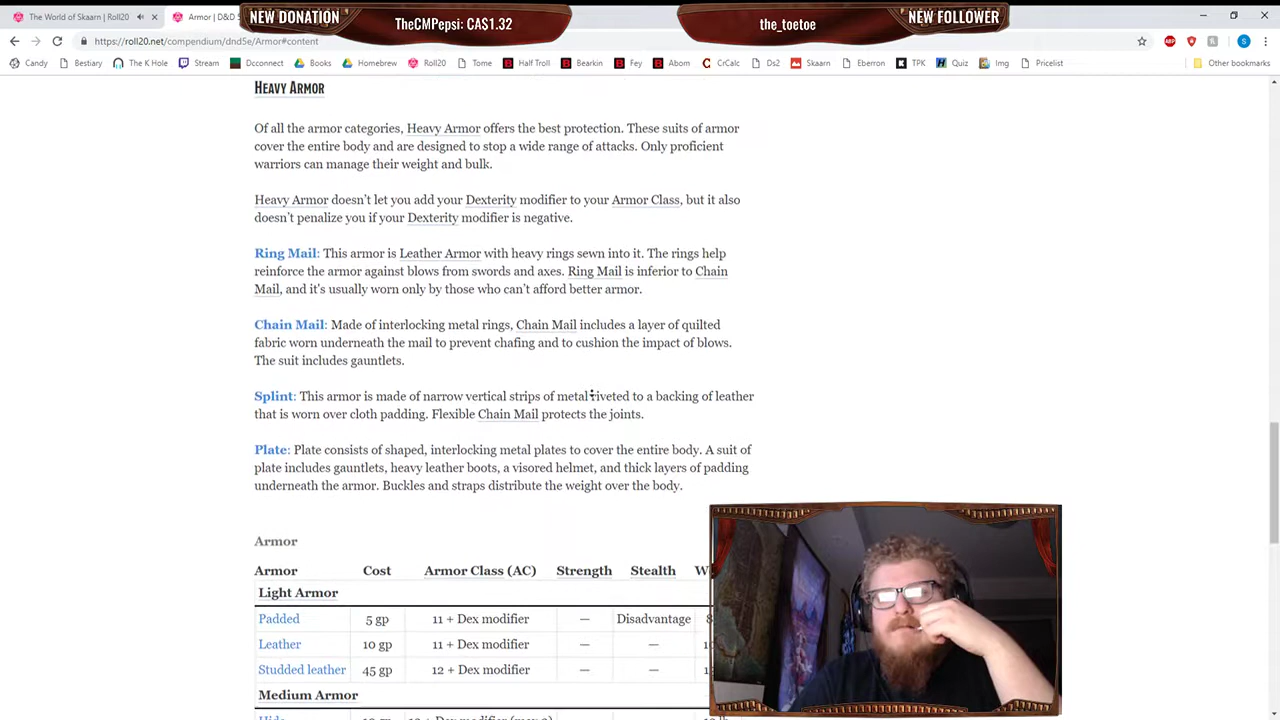 NEW DONATION
TheCMPepsi: CA$1.32
the_toetoe
NEW FOLLOWER
The World of Skaarn | Roll20
Armor | D&D
https://roll20.net/compendium/dnd5e/Armor#content
Candy Bestiary The K Hole Stream Dcconnect Books Homebrew Roll20 Tome Half Troll Bearkin Fey Abom CrCalc Ds2 Skaarn Eberron TPK Quiz Img Pricelist Other bookmarks
HEAVY ARMOR
Of all the armor categories, Heavy Armor offers the best protection. These suits of armor
cover the entire body and are designed to stop a wide range of attacks. Only proficient
warriors can manage their weight and bulk.
Heavy Armor doesn’t let you add your Dexterity modifier to your Armor Class, but it also
doesn’t penalize you if your Dexterity modifier is negative.
Ring Mail: This armor is Leather Armor with heavy rings sewn into it. The rings help
reinforce the armor against blows from swords and axes. Ring Mail is inferior to Chain
Mail, and it's usually worn only by those who can’t afford better armor.
Chain Mail: Made of interlocking metal rings, Chain Mail includes a layer of quilted
fabric worn underneath the mail to prevent chafing and to cushion the impact of blows.
The suit includes gauntlets.
Splint: This armor is made of narrow vertical strips of metal riveted to a backing of leather
that is worn over cloth padding. Flexible Chain Mail protects the joints.
Plate: Plate consists of shaped, interlocking metal plates to cover the entire body. A suit of
plate includes gauntlets, heavy leather boots, a visored helmet, and thick layers of padding
underneath the armor. Buckles and straps distribute the weight over the body.
Armor
Armor Cost Armor Class (AC) Strength Stealth
Light Armor
Padded 5 gp 11 + Dex modifier — Disadvantage
Leather 10 gp 11 + Dex modifier — —
Studded leather 45 gp 12 + Dex modifier — —
Medium Armor